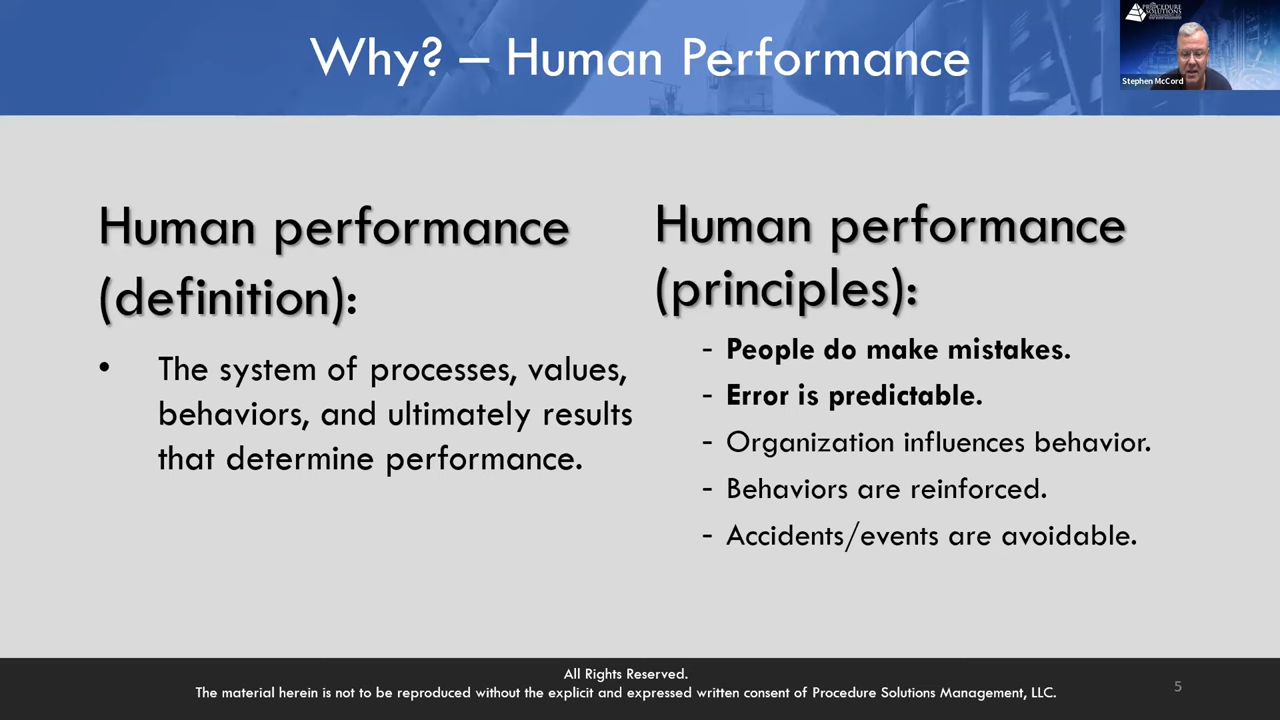 Why? – Human Performance
PROCEDURE
SOLUTIONS
Stephen McCord
Human performance
(definition):
• The system of processes, values,
behaviors, and ultimately results
that determine performance.
Human performance
(principles):
- People do make mistakes.
- Error is predictable.
- Organization influences behavior.
- Behaviors are reinforced.
- Accidents/events are avoidable.
All Rights Reserved.
The material herein is not to be reproduced without the explicit and expressed written consent of Procedure Solutions Management, LLC.
5